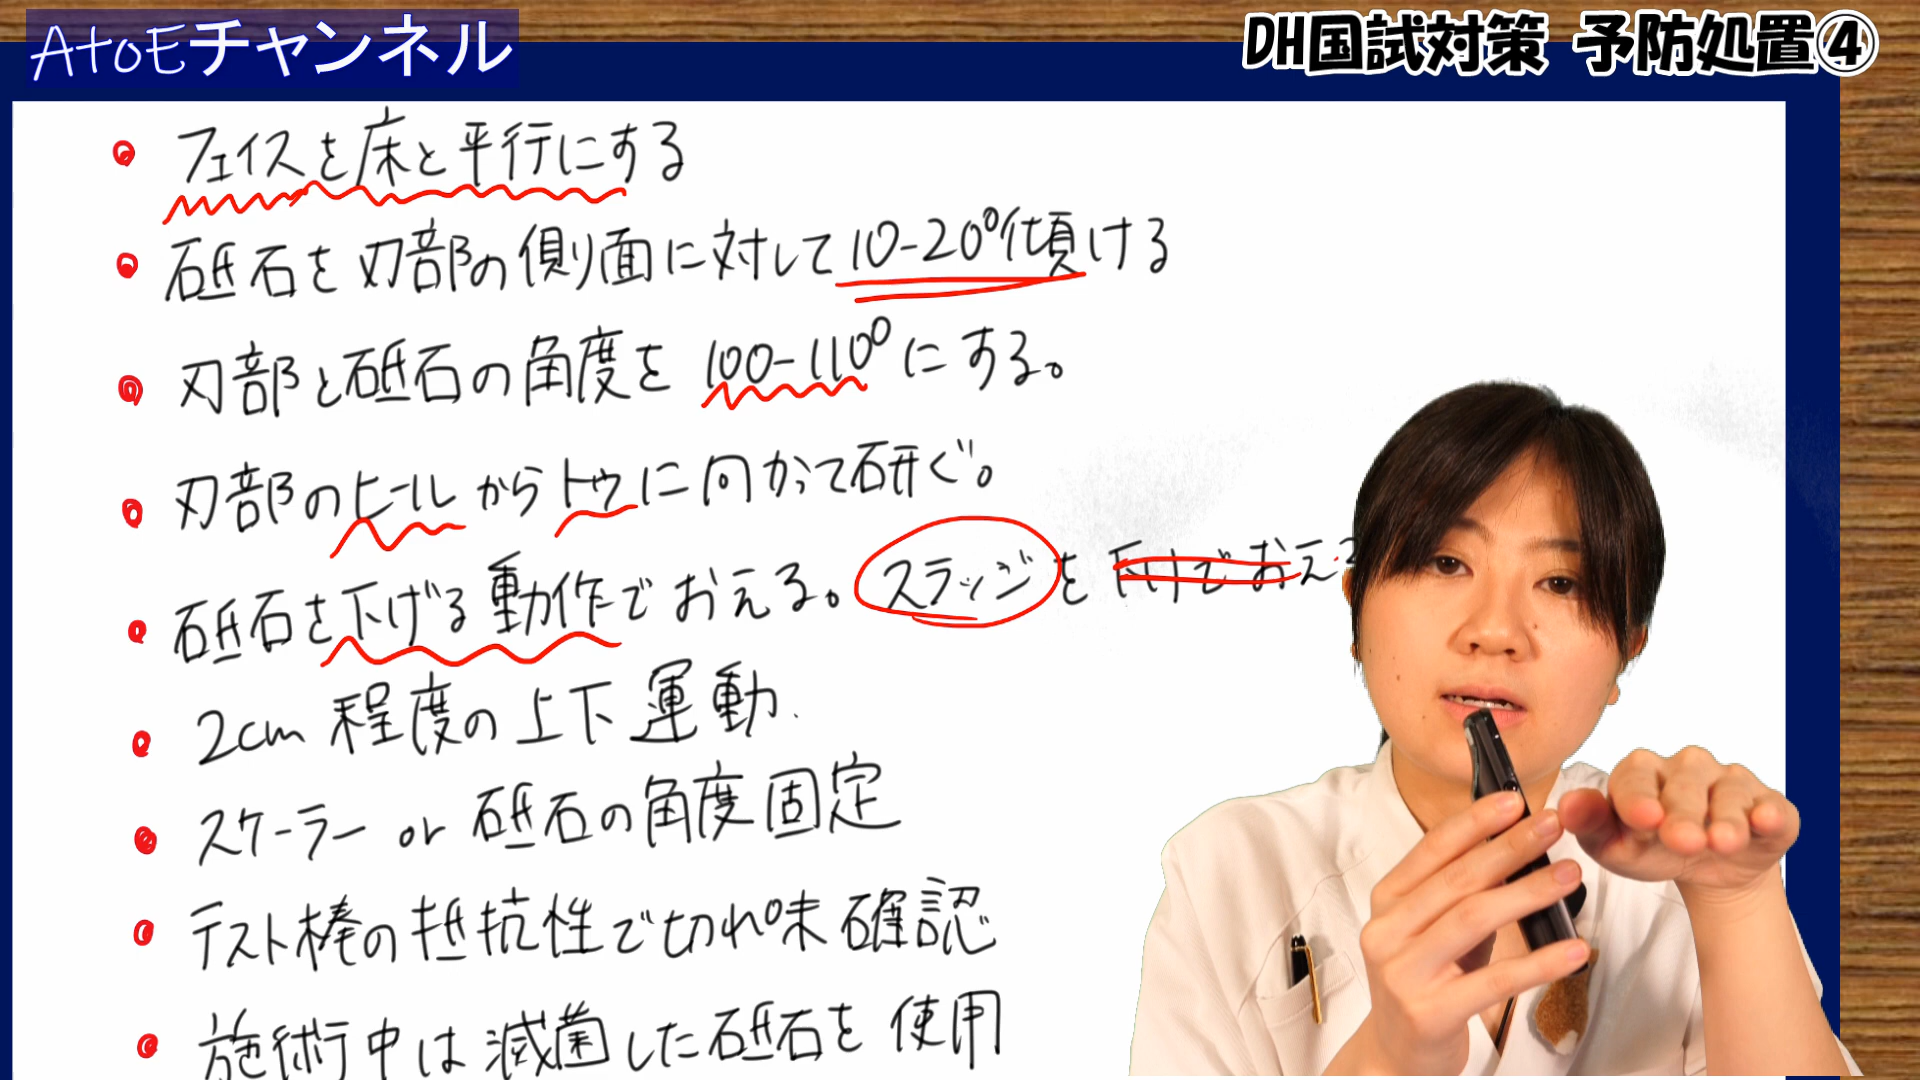 AtoEチャンネル
DH国試対策 予防処置④
フェイスを床と平行にする
砥石を刃部の側面に対して10-20°傾ける
刃部と砥石の角度を100-110°にする。
刃部のヒールからトゥに向かって研ぐ。
砥石を下げる動作でおえる。スラッジを下げでおえ
2cm程度の上下運動.
スケーラー or 砥石の角度固定
テスト棒の抵抗性で切れ味確認
施術中は滅菌した砥石を使用